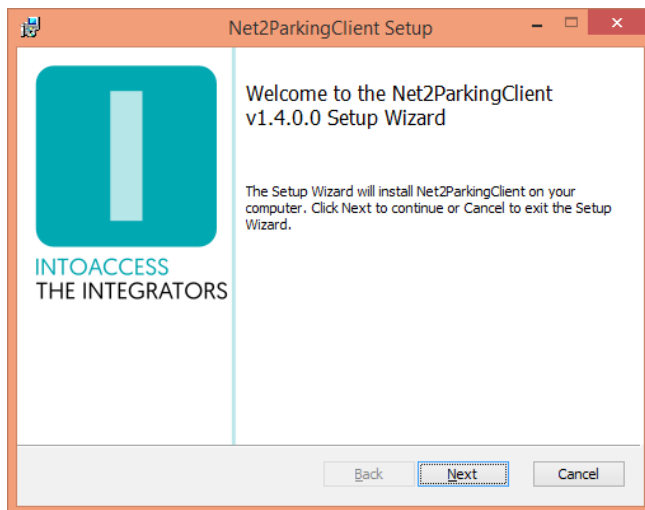 Net2ParkingClient Setup
Welcome to the Net2ParkingClient
v1.4.0.0 Setup Wizard
The Setup Wizard will install Net2ParkingClient on your
computer. Click Next to continue or Cancel to exit the Setup
Wizard.
INTOACCESS
THE INTEGRATORS
Back
Next
Cancel